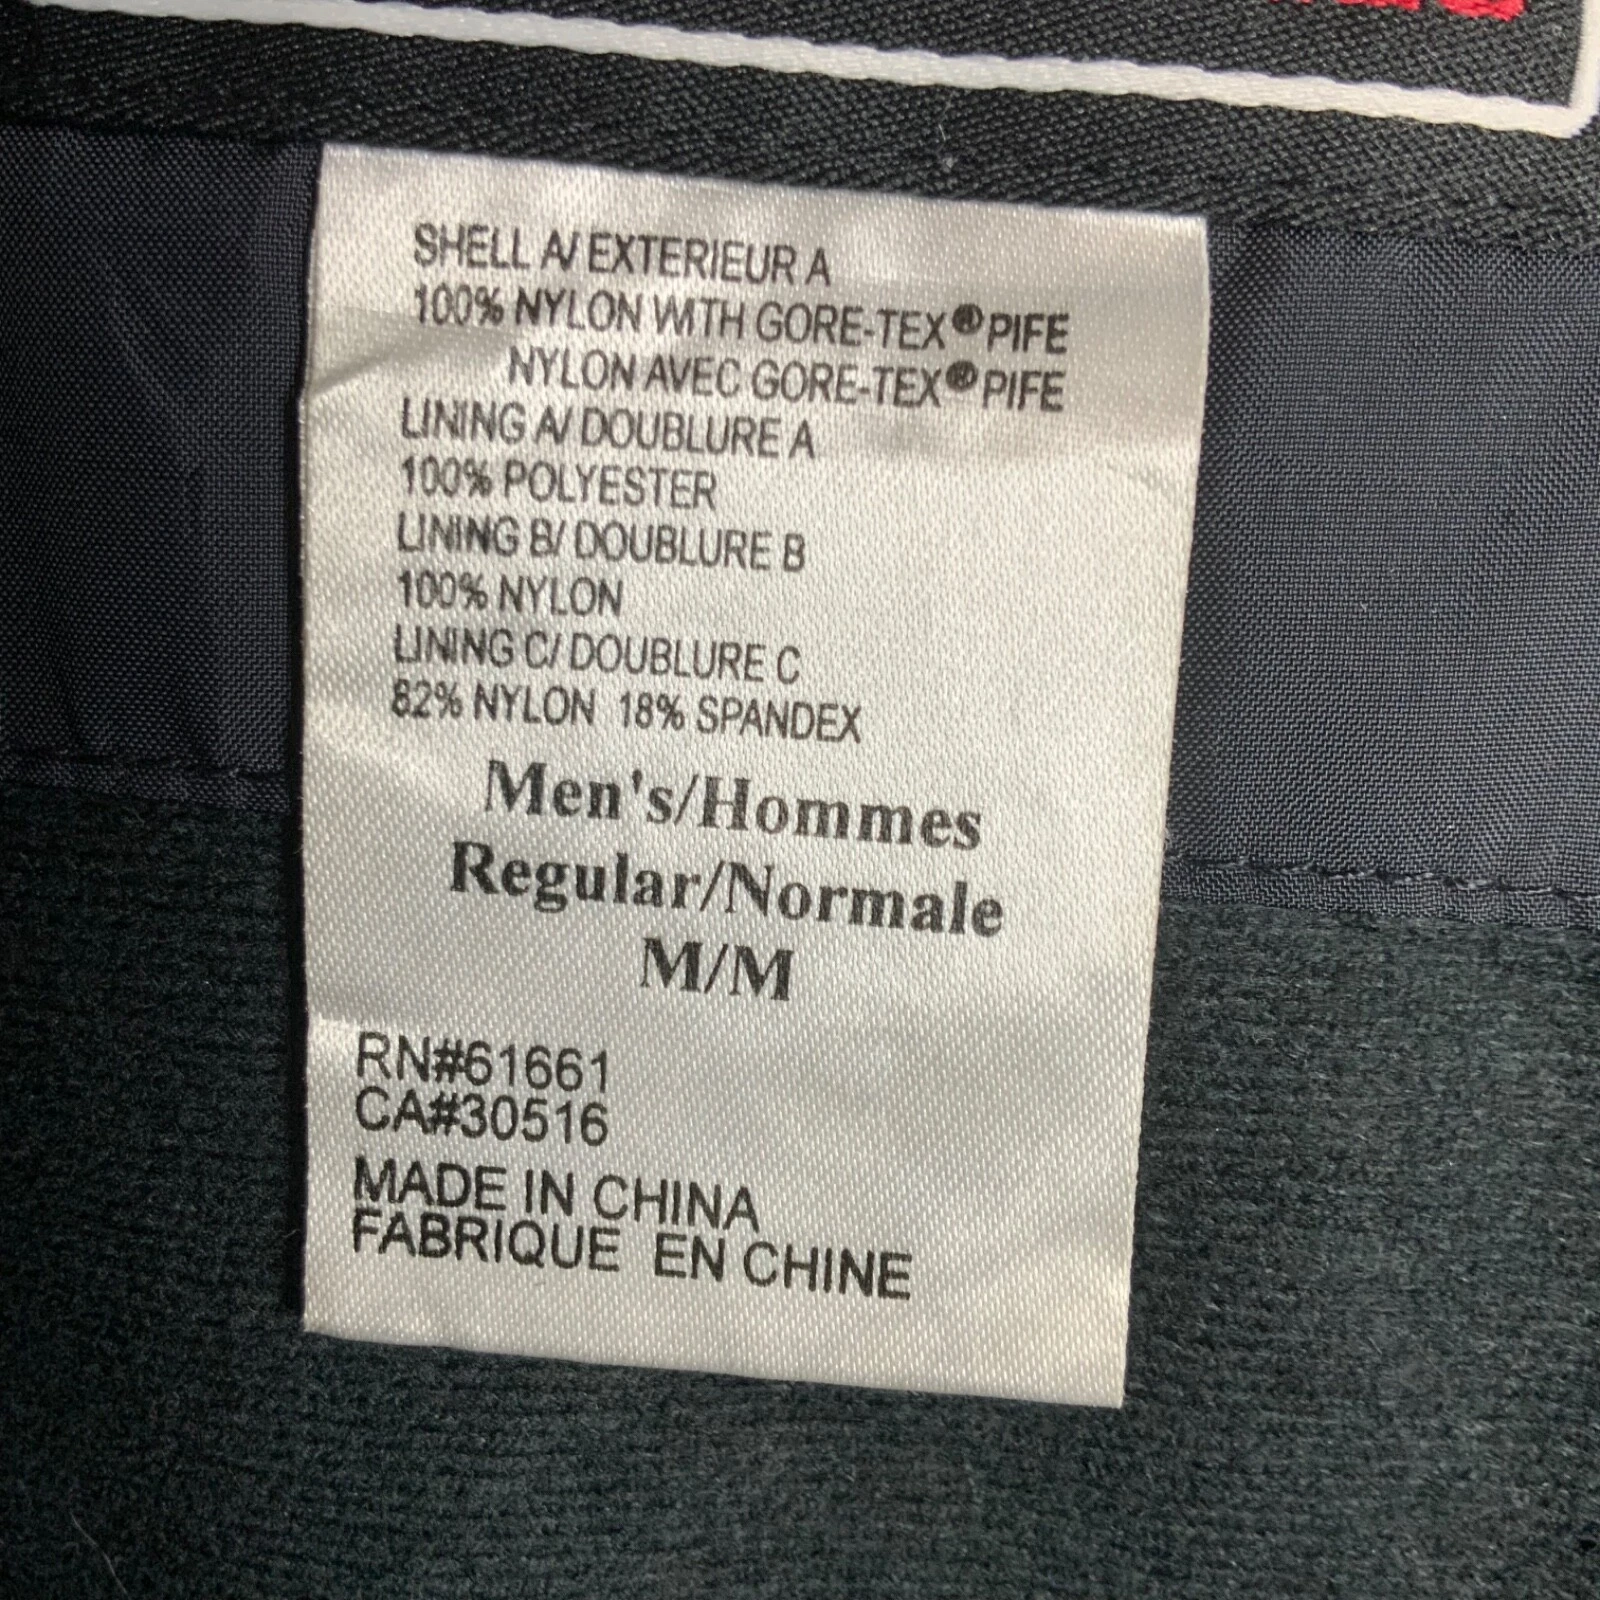 SHELL A/ EXTERIEUR A
100% NYLON WITH GORE-TEX® PIFE
NYLON AVEC GORE-TEX® PIFE
LINING A/ DOUBLURE A
100% POLYESTER
LINING B/ DOUBLURE B
100% NYLON
LINING C/ DOUBLURE C
82% NYLON 18% SPANDEX
Men's/Hommes
Regular/Normale
M/M
RN#61661
CA#30516
MADE IN CHINA
FABRIQUE EN CHINE